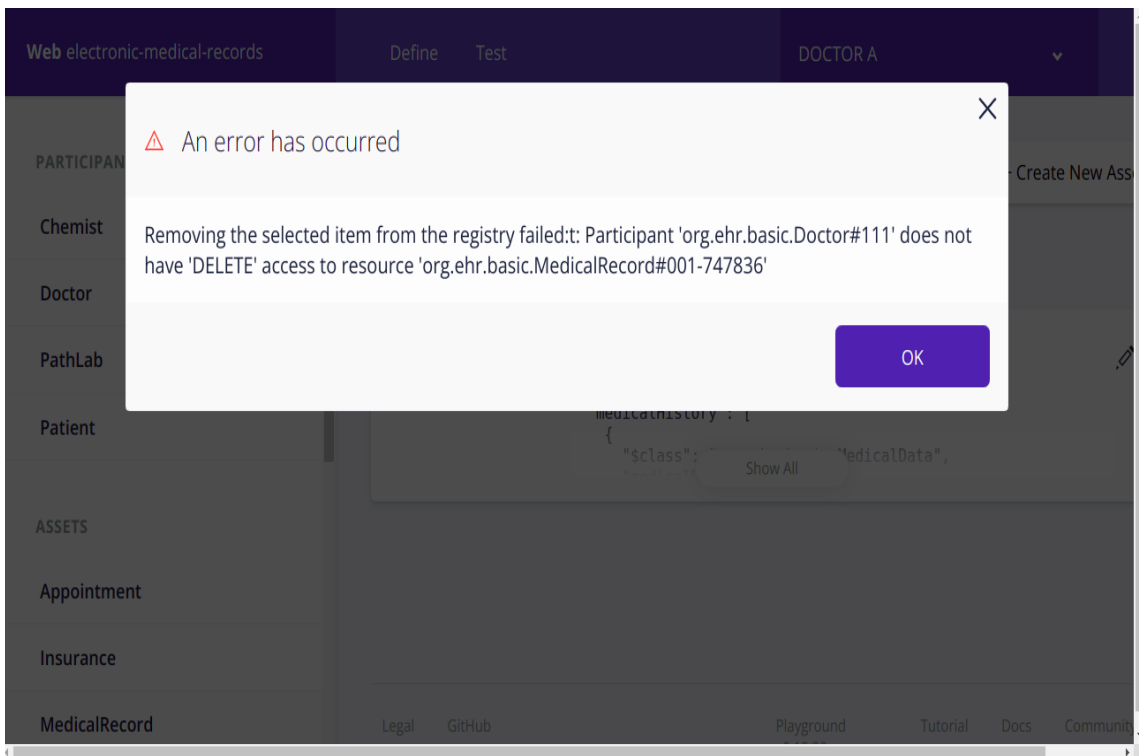 Web electronic-medical-records
Define
Test
DOCTOR A
An error has occurred
PARTICIPAN
Create New Ass
Chemist
Removing the selected item from the registry failed:t: Participant 'org.ehr.basic.Doctor#111' does not
have 'DELETE' access to resource 'org.ehr.basic.MedicalRecord#001-747836'
Doctor
PathLab
OK
Patient
medicalHistory : [
{
"$class":
MedicalData",
Show All
ASSETS
Appointment
Insurance
MedicalRecord
Legal
GitHub
Playground
Tutorial
Docs
Community